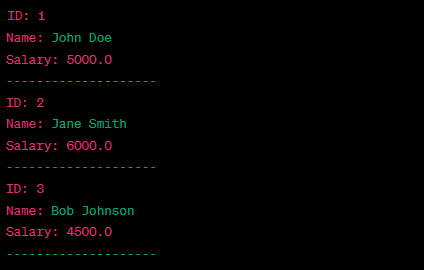 ID: 1
Name: John Doe
Salary: 5000.0
--------------------
ID: 2
Name: Jane Smith
Salary: 6000.0
--------------------
ID: 3
Name: Bob Johnson
Salary: 4500.0
--------------------